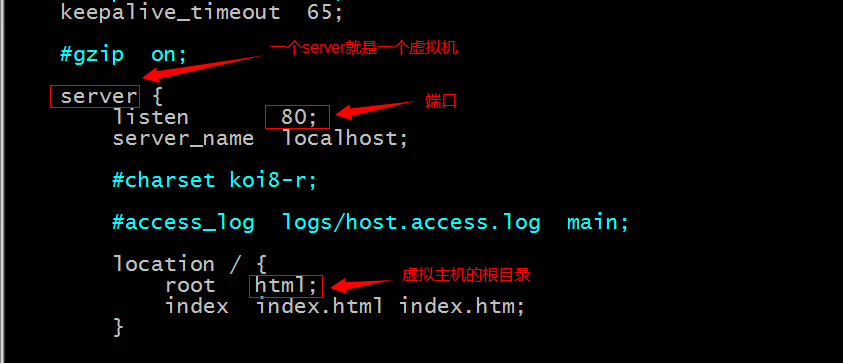 keepalive_timeout  65;
#gzip  on;
一个server就是一个虚拟机
server {
端口
listen       80;
server_name  localhost;
#charset koi8-r;
#access_log  logs/host.access.log  main;
location / {
虚拟主机的根目录
root   html;
index  index.html index.htm;
}